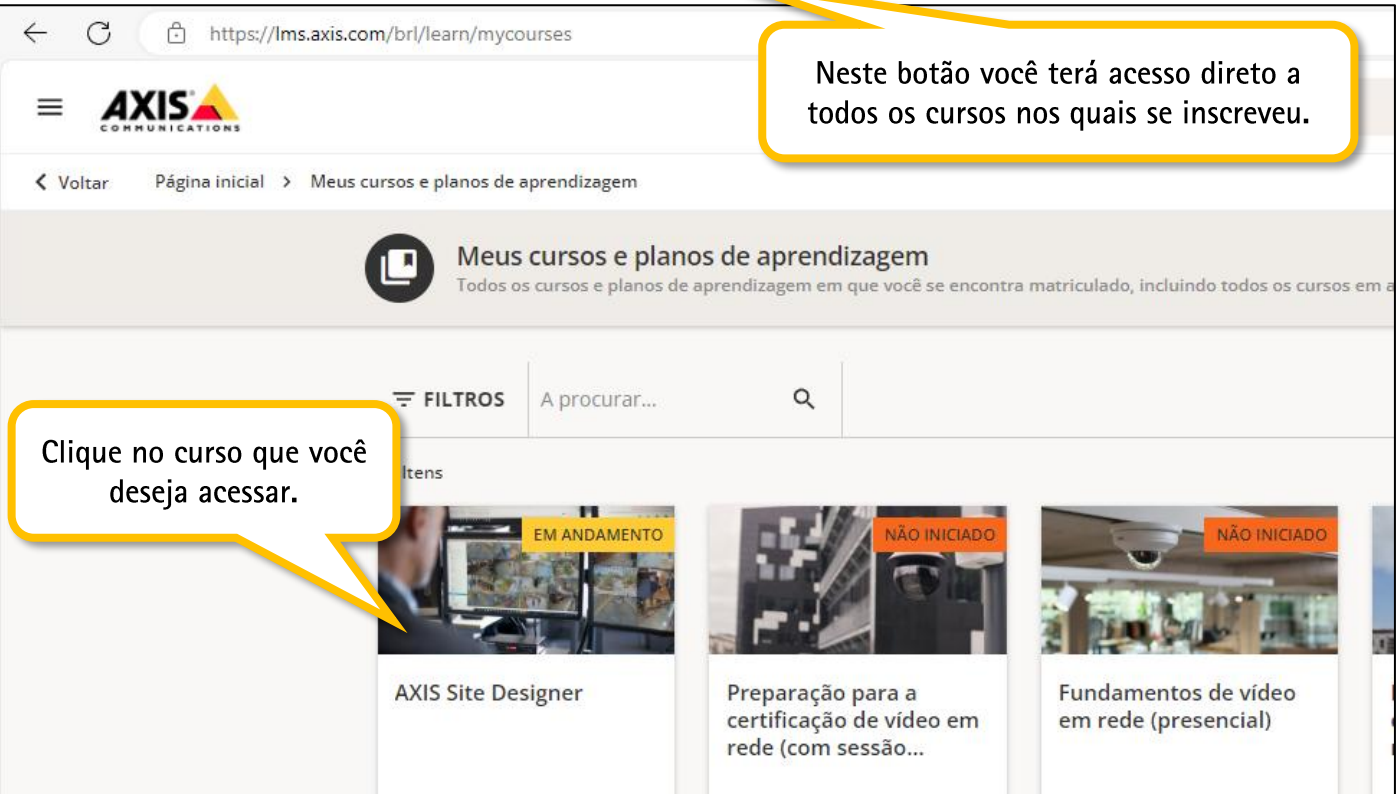 https://lms.axis.com/brl/learn/mycourses
Neste botão você terá acesso direto a
todos os cursos nos quais se inscreveu.
AXIS
COMMUNICATIONS
Voltar Página inicial > Meus cursos e planos de aprendizagem
Meus cursos e planos de aprendizagem
Todos os cursos e planos de aprendizagem em que você se encontra matriculado, incluindo todos os cursos em
FILTROS A procurar...
Clique no curso que você
deseja acessar.
Itens
EM ANDAMENTO
NÃO INICIADO
NÃO INICIADO
AXIS Site Designer
Preparação para a
certificação de vídeo em
rede (com sessão...
Fundamentos de vídeo
em rede (presencial)